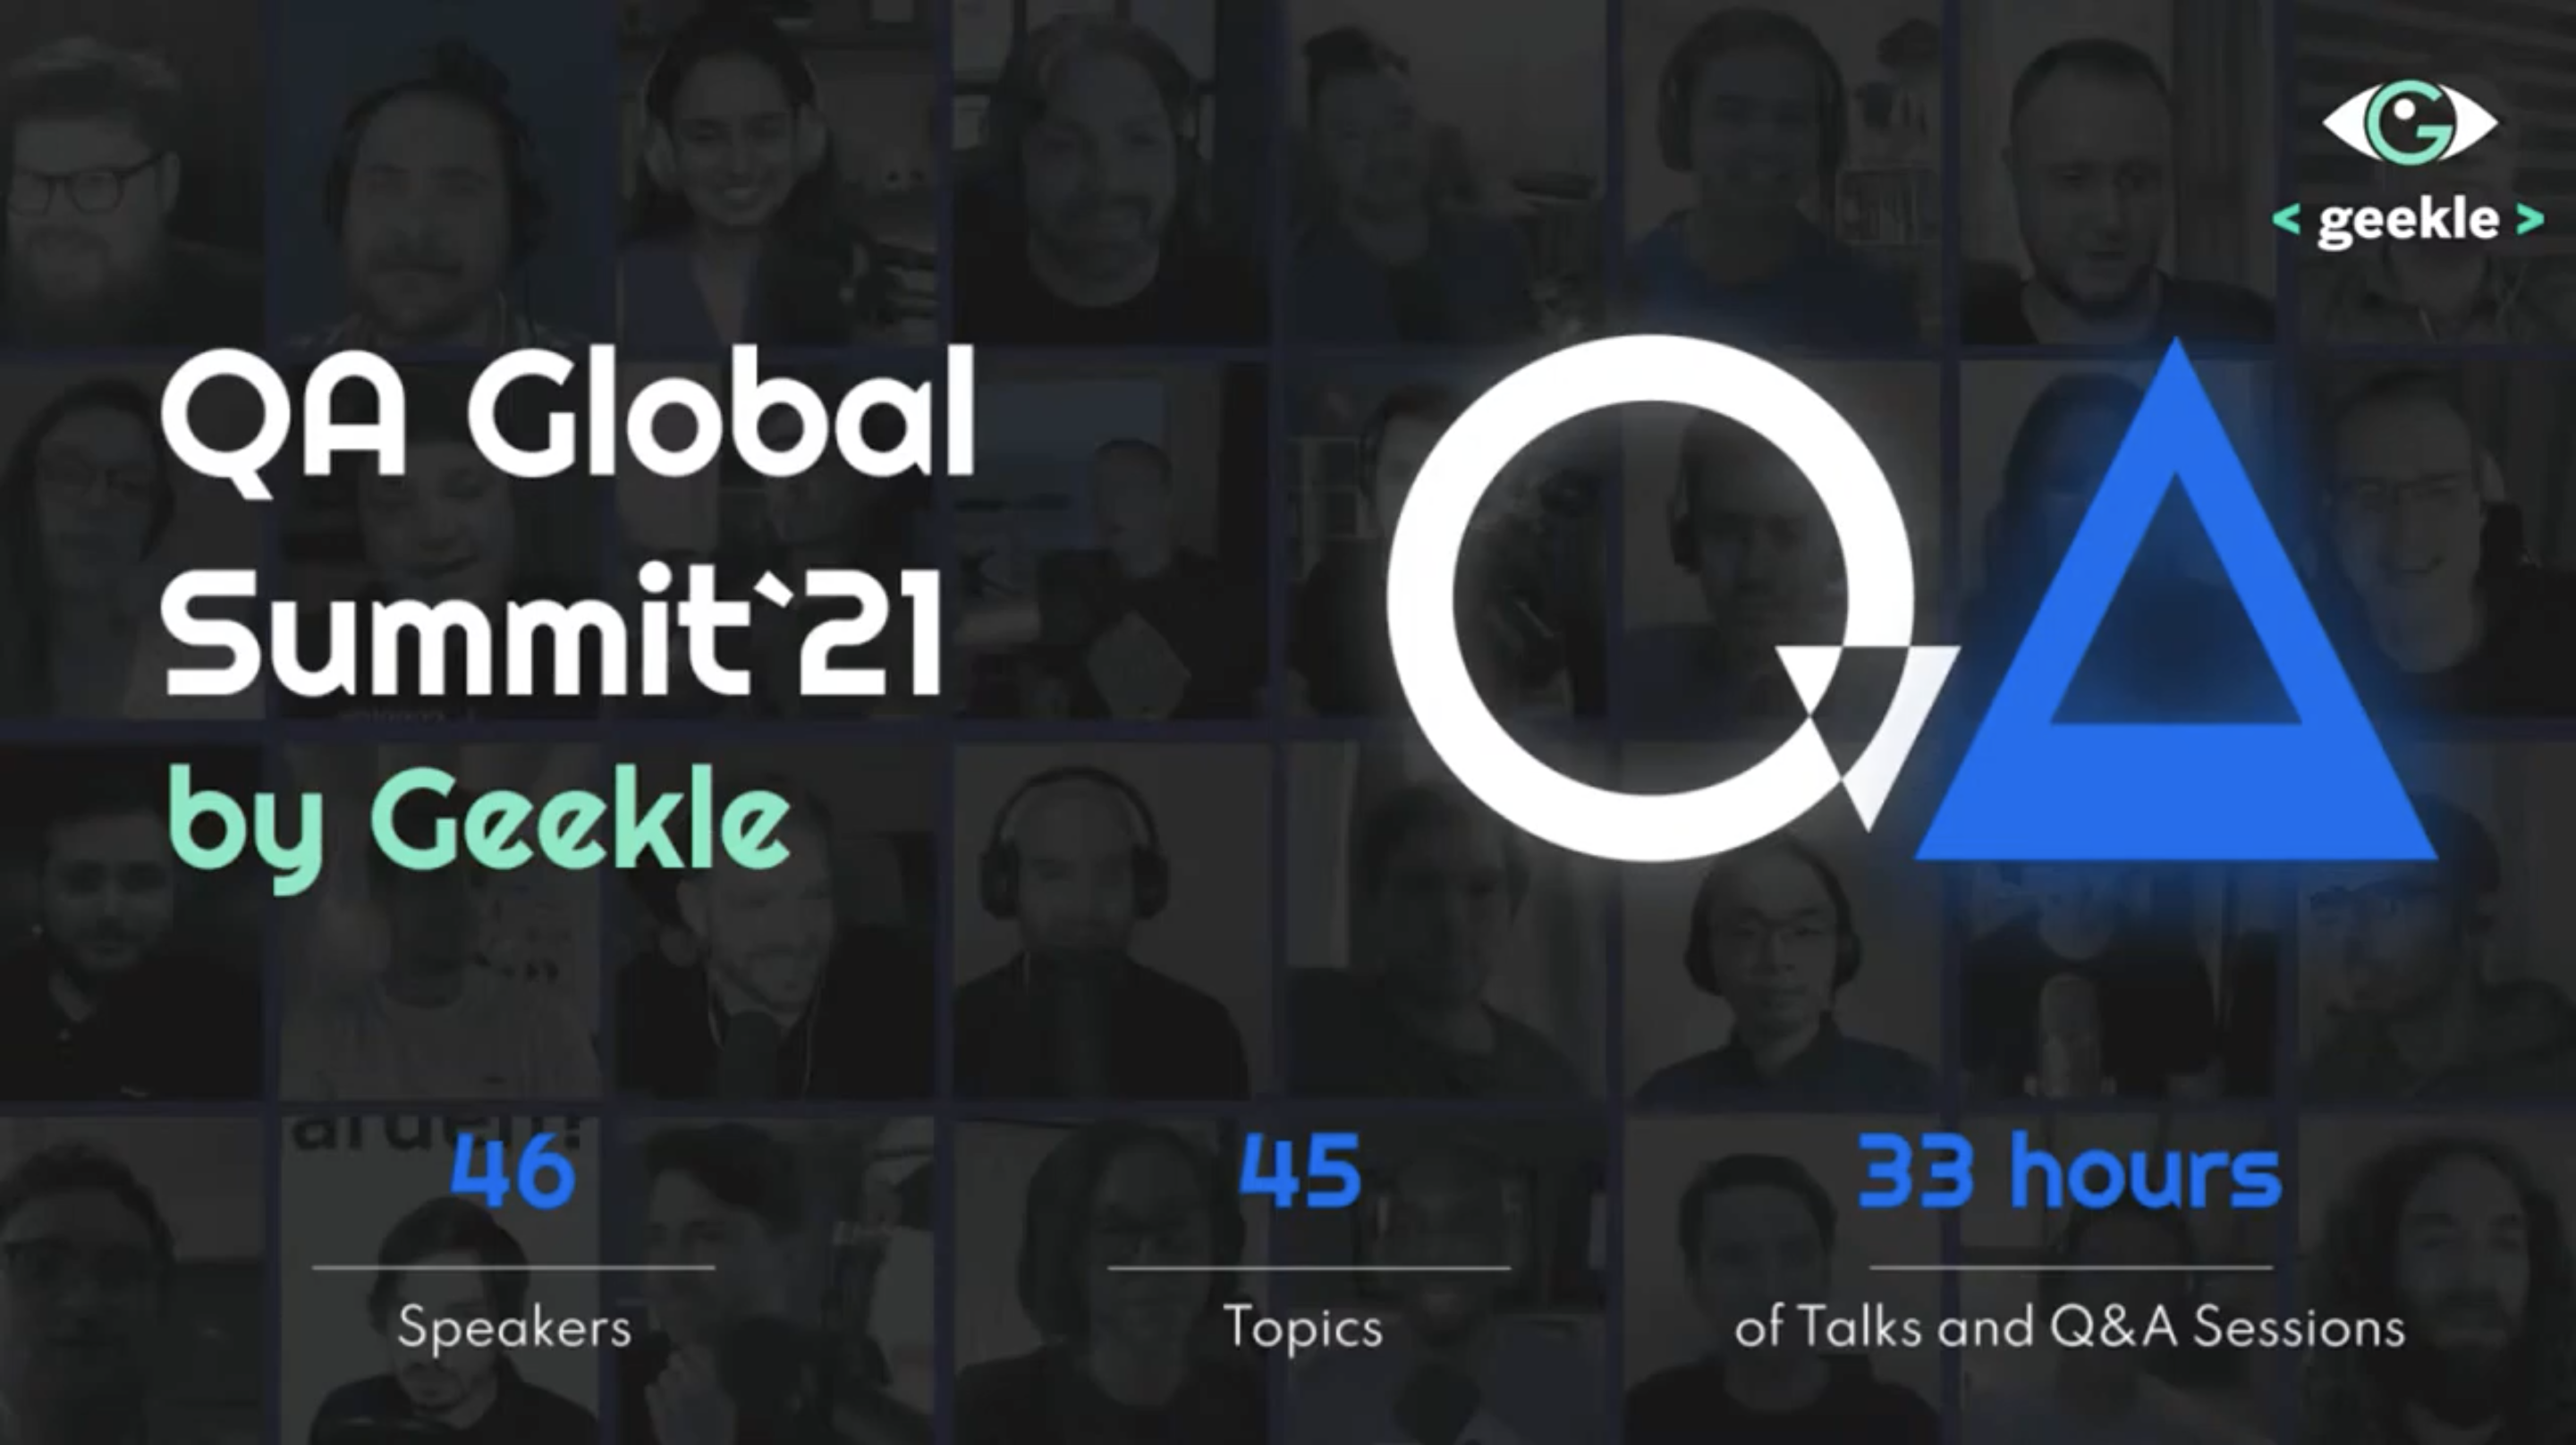 < geekle >
QA Global
Summit`21
by Geekle
QA
46
Speakers
45
Topics
33 hours
of Talks and Q&A Sessions